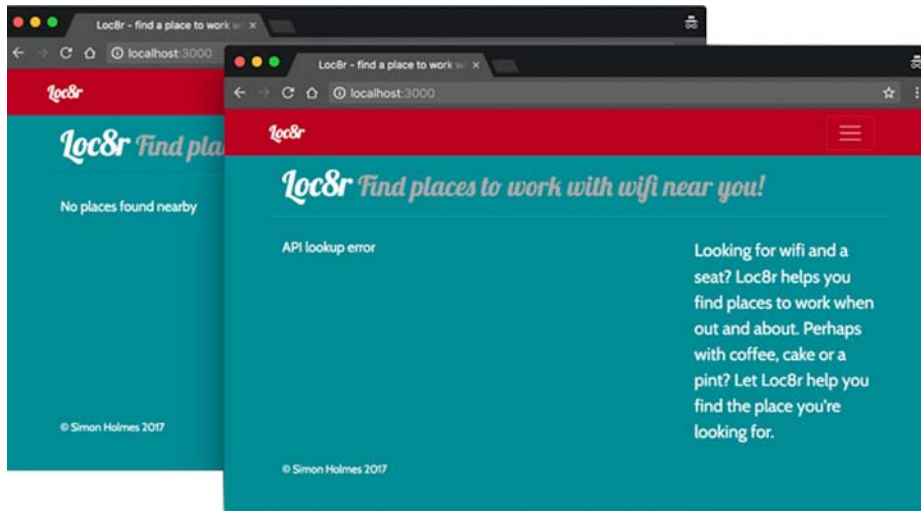 Loc8r - find a place to work wi
localhost:3000
Loc8r
Loc8r Find pla
No places found nearby
© Simon Holmes 2017
Loc8r - find a place to work wi
localhost:3000
Loc8r
Loc8r Find places to work with wifi near you!
API lookup error
Looking for wifi and a
seat? Loc8r helps you
find places to work when
out and about. Perhaps
with coffee, cake or a
pint? Let Loc8r help you
find the place you're
looking for.
© Simon Holmes 2017